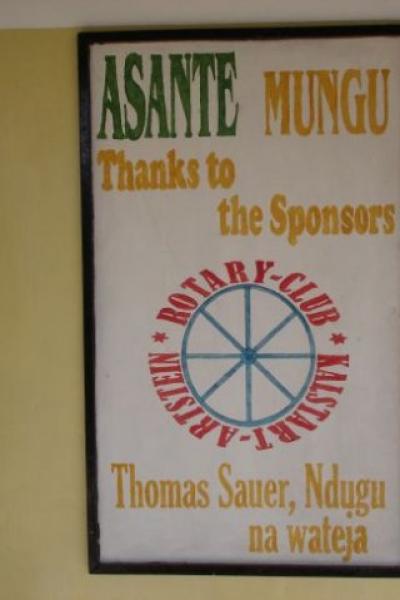 ASANTE MUNGU
Thanks to
the Sponsors
ROTARY-CLUB
* KALSTART-ARTSTEIN *
Thomas Sauer, Ndugu
na wateja